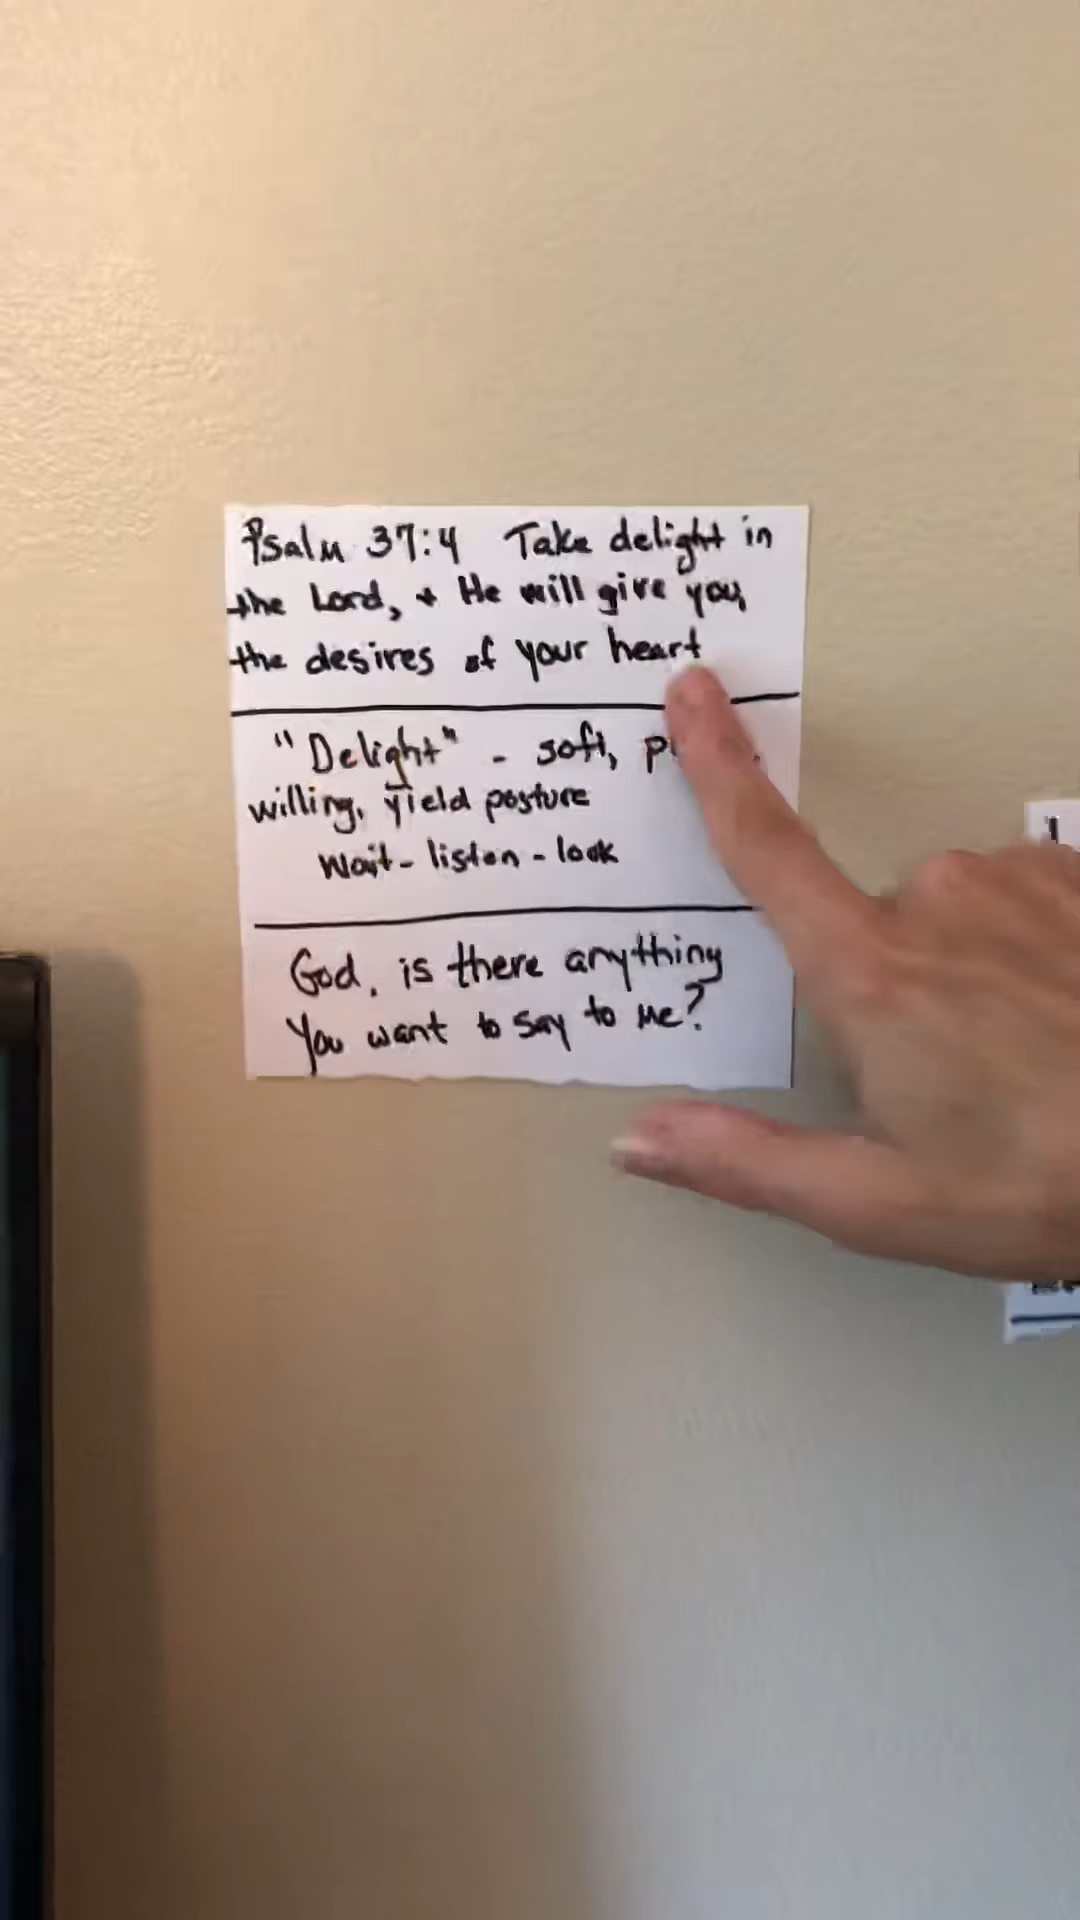 Psalm 37:4 Take delight in
the Lord, + He will give you
the desires of your heart
"Delight" - soft,
willing, yield posture
Wait - listen - look
God, is there anything
You want to say to me?